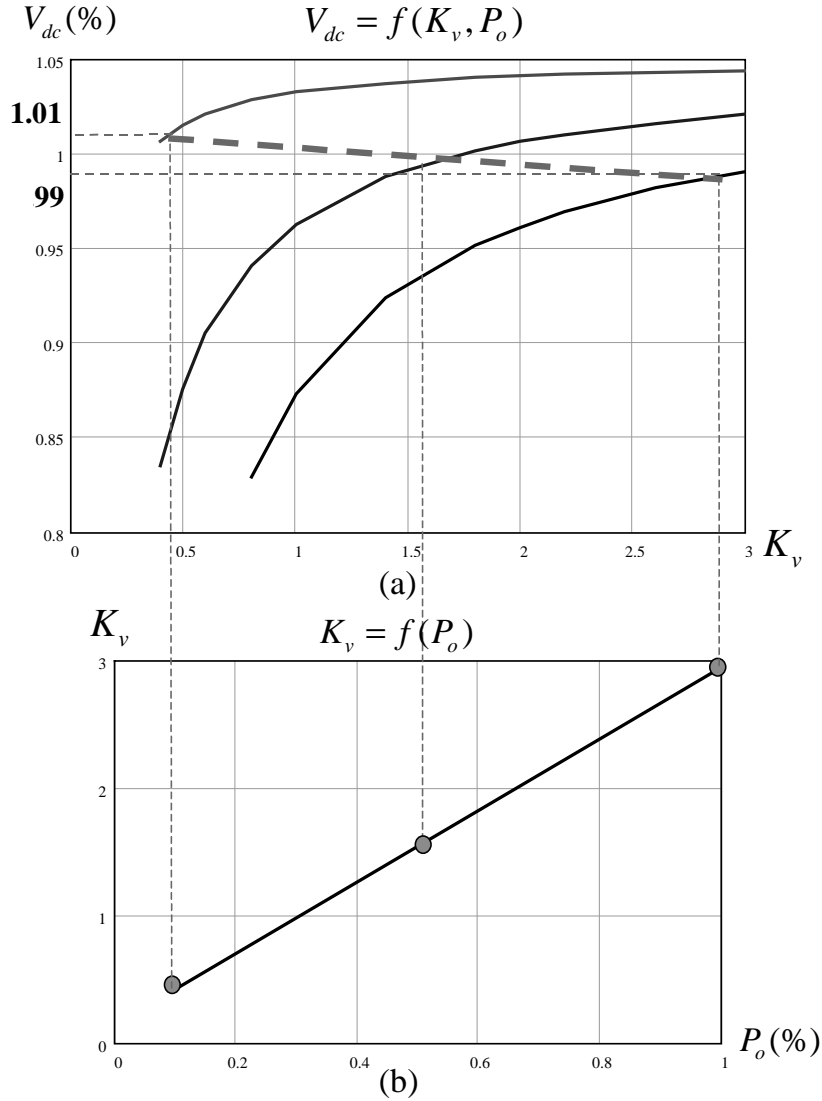 V_dc(%)
V_dc = f(K_v, P_o)
1.05
1.01
1
99
0.95
0.9
0.85
0.8
0 0.5 1 1.5 2 2.5 3
K_v
(a)
K_v
K_v = f(P_o)
3
2
1
0
0 0.2 0.4 0.6 0.8 1
P_o(%)
(b)